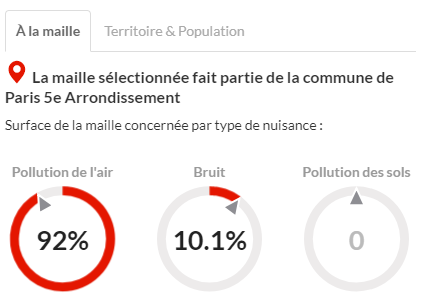 À la maille
Territoire & Population
La maille sélectionnée fait partie de la commune de
Paris 5e Arrondissement
Surface de la maille concernée par type de nuisance :
Pollution de l'air
Bruit
Pollution des sols
92%
10.1%
0